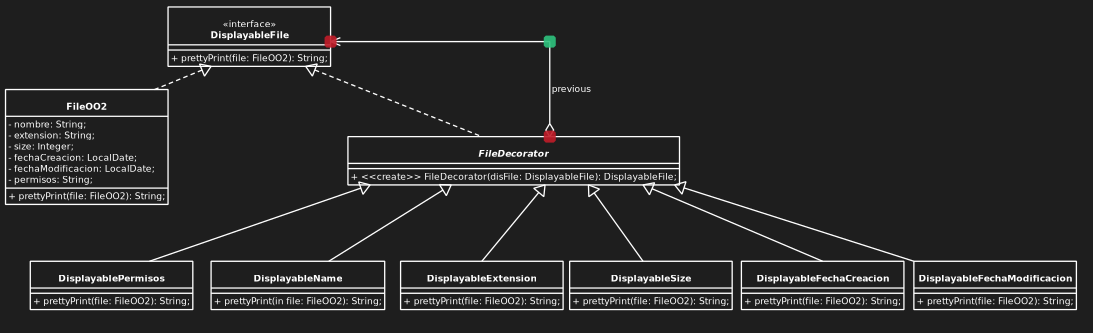 «interface»
DisplayableFile
+ prettyPrint(file: FileOO2): String;
previous
FileOO2
- nombre: String;
- extension: String;
- size: Integer;
- fechaCreacion: LocalDate;
- fechaModificacion: LocalDate;
- permisos: String;
+ prettyPrint(file: FileOO2): String;
FileDecorator
+ <<create>> FileDecorator(disFile: DisplayableFile): DisplayableFile;
DisplayablePermisos
+ prettyPrint(file: FileOO2): String;
DisplayableName
+ prettyPrint(in file: FileOO2): String;
DisplayableExtension
+ prettyPrint(file: FileOO2): String;
DisplayableSize
+ prettyPrint(file: FileOO2): String;
DisplayableFechaCreacion
+ prettyPrint(file: FileOO2): String;
DisplayableFechaModificacion
+ prettyPrint(file: FileOO2): String;